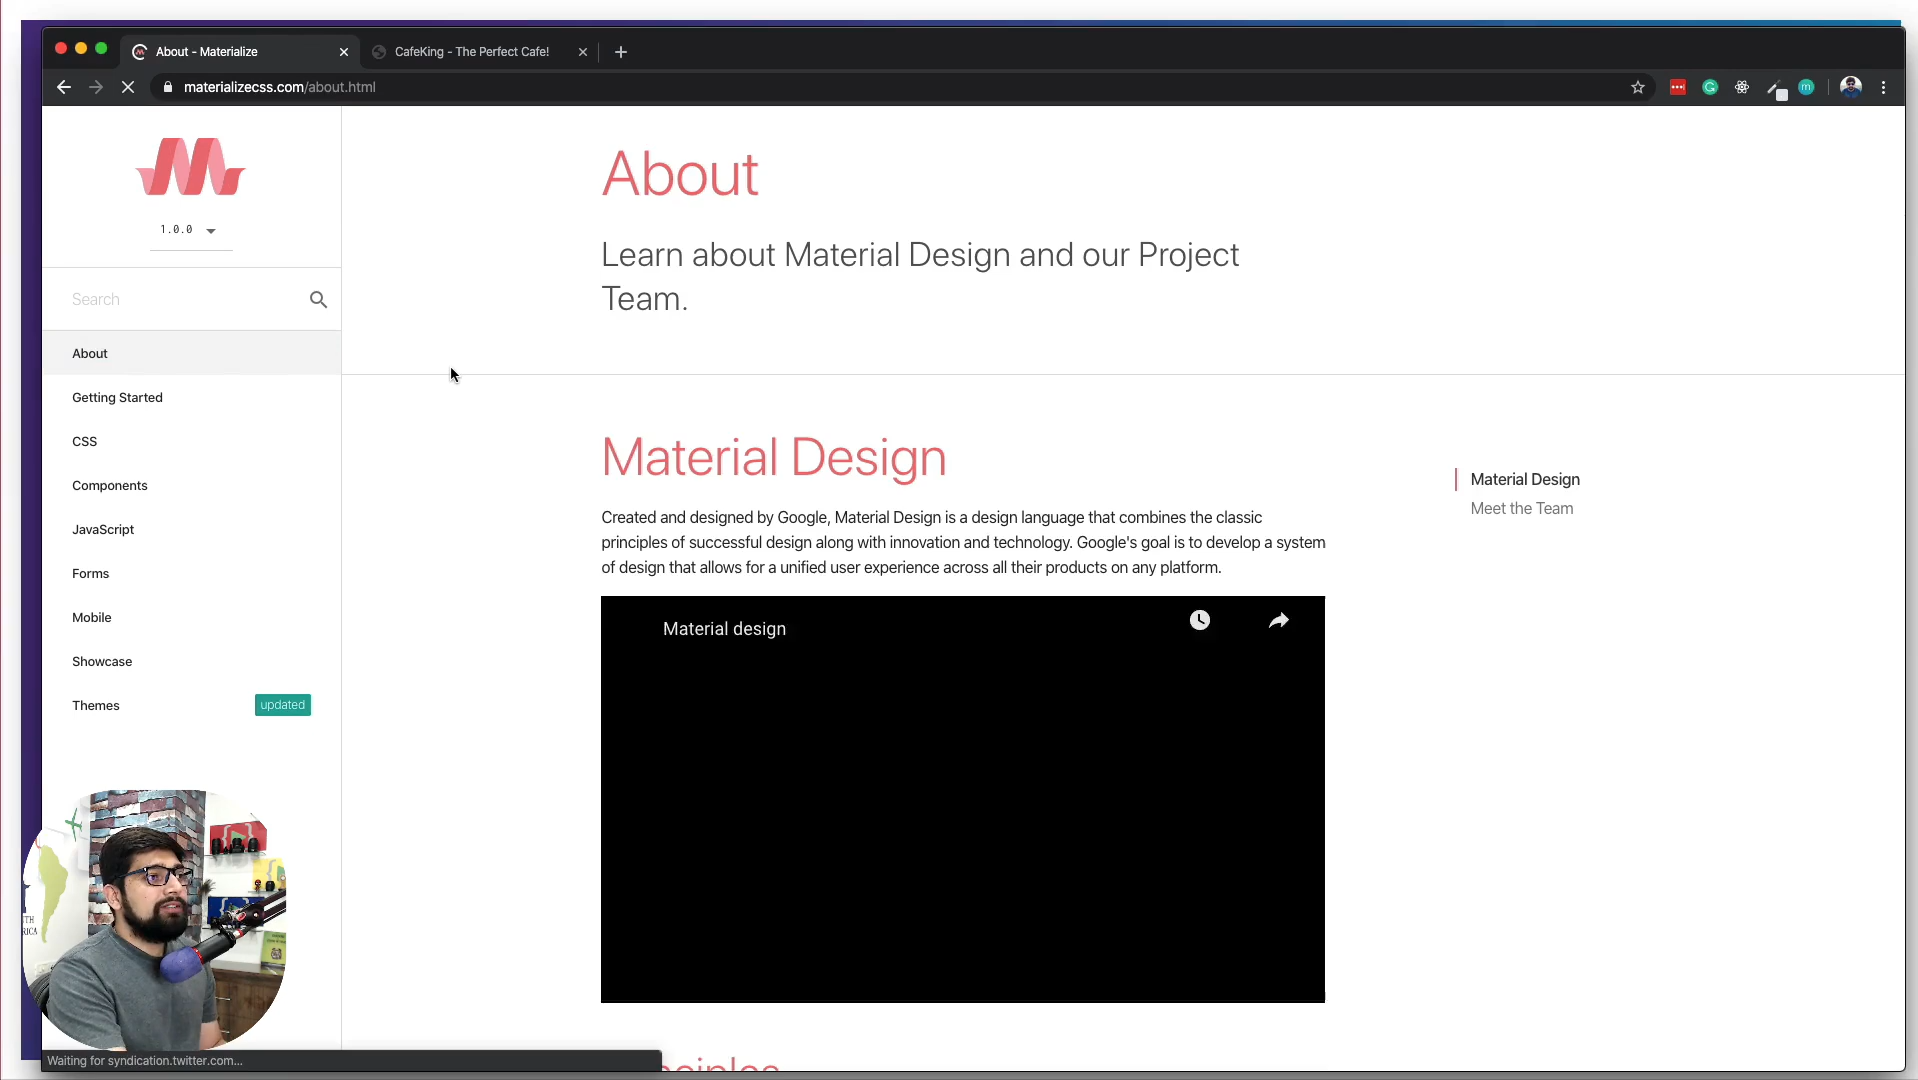 About - Materialize
CafeKing - The Perfect Cafe!
materializecss.com/about.html
1.0.0
Search
About
Getting Started
CSS
Components
JavaScript
Forms
Mobile
Showcase
Themes
updated
About
Learn about Material Design and our Project
Team.
Material Design
Created and designed by Google, Material Design is a design language that combines the classic
principles of successful design along with innovation and technology. Google's goal is to develop a system
of design that allows for a unified user experience across all their products on any platform.
Material design
Material Design
Meet the Team
Waiting for syndication.twitter.com...